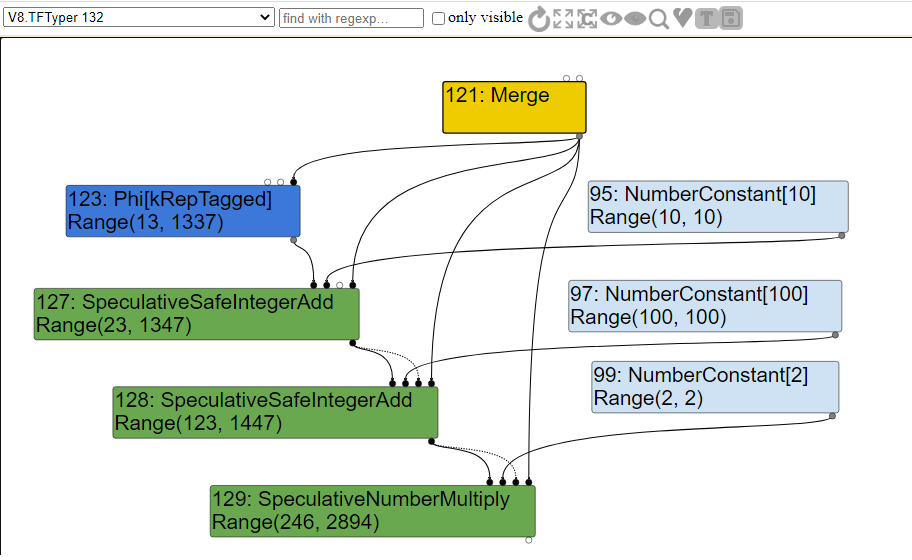 V8.TFTyper 132
find with regexp…
only visible
121: Merge
123: Phi[kRepTagged]
Range(13, 1337)
95: NumberConstant[10]
Range(10, 10)
127: SpeculativeSafeIntegerAdd
Range(23, 1347)
97: NumberConstant[100]
Range(100, 100)
128: SpeculativeSafeIntegerAdd
Range(123, 1447)
99: NumberConstant[2]
Range(2, 2)
129: SpeculativeNumberMultiply
Range(246, 2894)